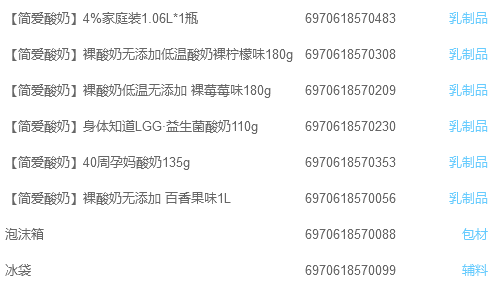 【简爱酸奶】4%家庭装1.06L*1瓶 6970618570483 乳制品
【简爱酸奶】裸酸奶无添加低温酸奶裸柠檬味180g 6970618570308 乳制品
【简爱酸奶】裸酸奶低温无添加 裸莓莓味180g 6970618570209 乳制品
【简爱酸奶】身体知道LGG·益生菌酸奶110g 6970618570230 乳制品
【简爱酸奶】40周孕妈酸奶135g 6970618570353 乳制品
【简爱酸奶】裸酸奶无添加 百香果味1L 6970618570056 乳制品
泡沫箱 6970618570088 包材
冰袋 6970618570099 辅料